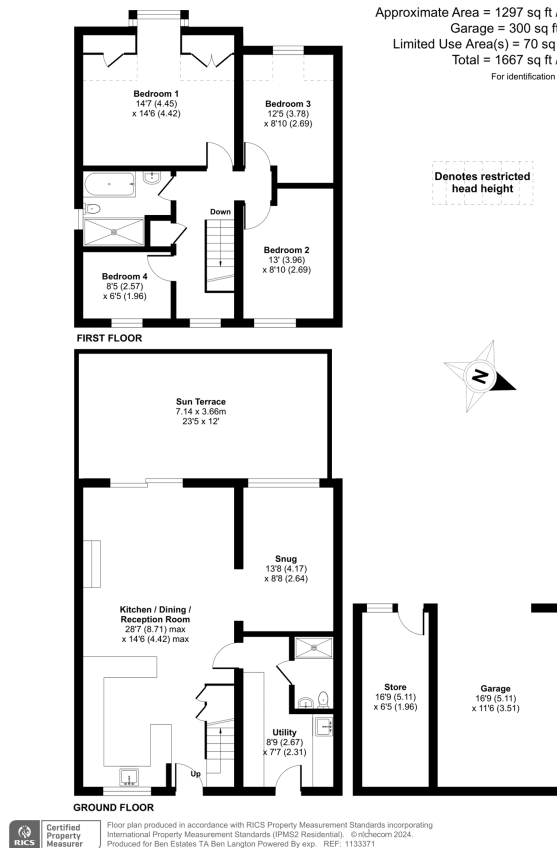 Approximate Area = 1297 sq ft /
Garage = 300 sq ft
Limited Use Area(s) = 70 sq
Total = 1667 sq ft /
For identification
Bedroom 1
14'7 (4.45)
x 14'6 (4.42)
Bedroom 3
12'5 (3.78)
x 8'10 (2.69)
Denotes restricted
head height
Down
Bedroom 2
13' (3.96)
x 8'10 (2.69)
Bedroom 4
8'5 (2.57)
x 6'5 (1.96)
FIRST FLOOR
N
Sun Terrace
7.14 x 3.66m
23'5 x 12'
Snug
13'8 (4.17)
x 8'8 (2.64)
Kitchen / Dining /
Reception Room
28'7 (8.71) max
x 14'6 (4.42) max
Store
16'9 (5.11)
x 6'5 (1.96)
Garage
16'9 (5.11)
x 11'6 (3.51)
Utility
8'9 (2.67)
x 7'7 (2.31)
Up
GROUND FLOOR
RICS
Certified
Property
Measurer
Floor plan produced in accordance with RICS Property Measurement Standards incorporating
International Property Measurement Standards (IPMS2 Residential). © nichecom 2024.
Produced for Ben Estates TA Ben Langton Powered By exp. REF: 1133371